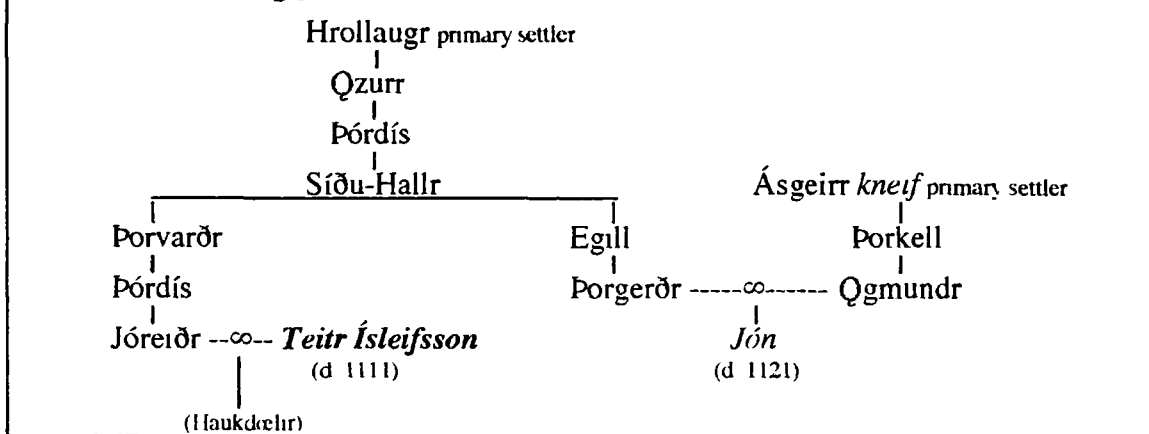 Hrollaugr primary settler
Ǫzurr
Þórdís
Síðu-Hallr Ásgeirr kneif primary settler
Þorvarðr Egill Þorkell
Þórdís Þorgerðr -----∞------ Ǫgmundr
Jóreiðr --∞-- Teitr Ísleifsson Jón
(d 1111) (d 1121)
(Haukdœlir)